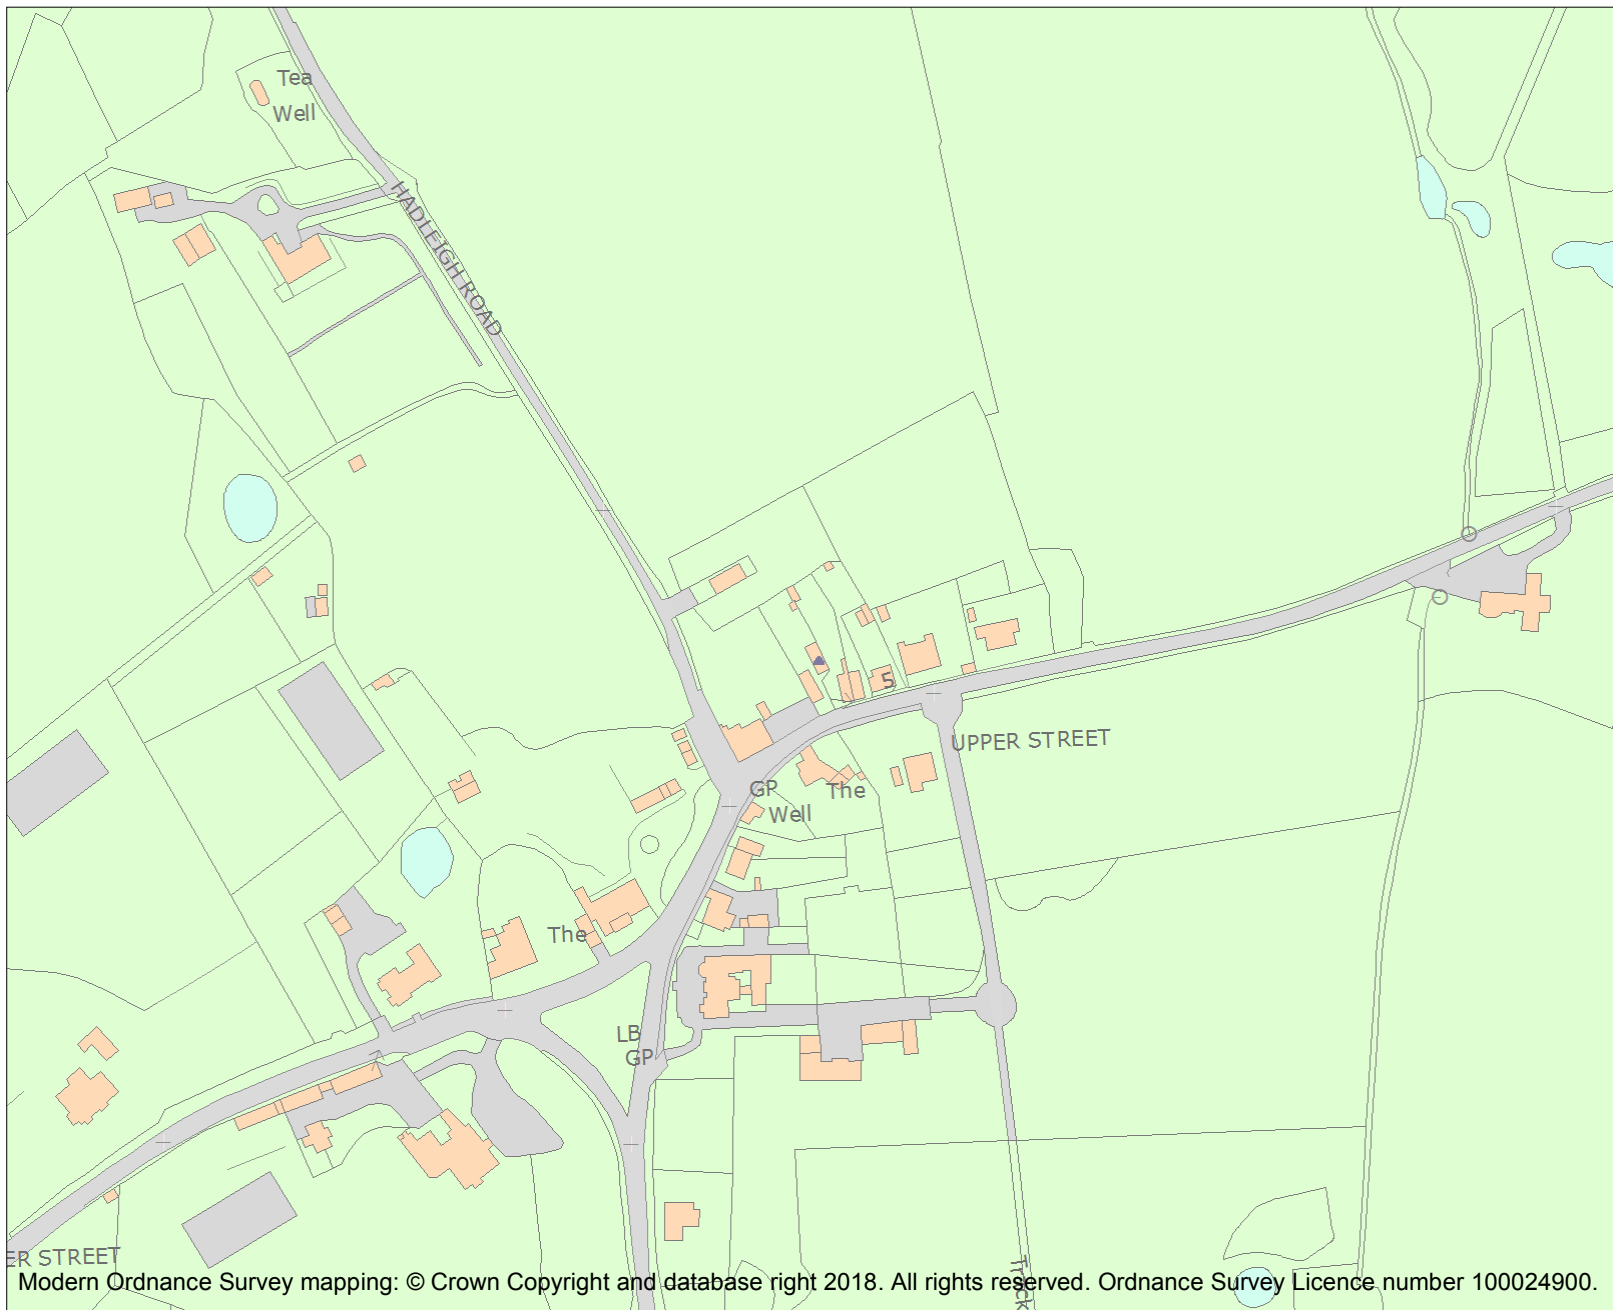 Tea
Well
HADLEIGH ROAD
5
UPPER STREET
GP
The
Well
The
LB
GP
ER STREET
Track
Modern Ordnance Survey mapping: © Crown Copyright and database right 2018. All rights reserved. Ordnance Survey Licence number 100024900.